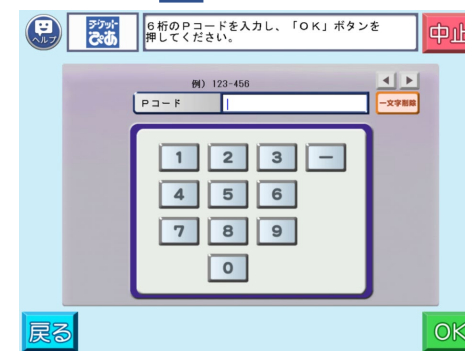 ヘルプ
チケット
ぴあ
6桁のPコードを入力し、「OK」ボタンを
押してください。
中止
例) 123-456
Pコード
一文字削除
1 2 3 ー
4 5 6
7 8 9
0
戻る
OK